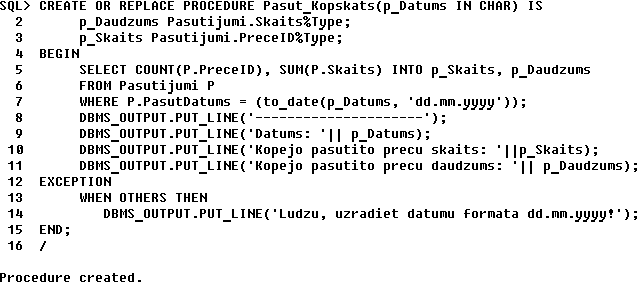 SQL> CREATE OR REPLACE PROCEDURE Pasut_Kopskats(p_Datums IN CHAR) IS
  2       p_Daudzums Pasutijumi.Skaits%Type;
  3       p_Skaits Pasutijumi.PreceID%Type;
  4  BEGIN
  5       SELECT COUNT(P.PreceID), SUM(P.Skaits) INTO p_Skaits, p_Daudzums
  6       FROM Pasutijumi P
  7       WHERE P.PasutDatums = (to_date(p_Datums, 'dd.mm.yyyy'));
  8       DBMS_OUTPUT.PUT_LINE('---------------------');
  9       DBMS_OUTPUT.PUT_LINE('Datums: '|| p_Datums);
 10       DBMS_OUTPUT.PUT_LINE('Kopejo pasutito precu skaits: '||p_Skaits);
 11       DBMS_OUTPUT.PUT_LINE('Kopejo pasutito precu daudzums: '|| p_Daudzums);
 12  EXCEPTION
 13       WHEN OTHERS THEN
 14          DBMS_OUTPUT.PUT_LINE('Ludzu, uzradiet datumu formata dd.mm.yyyy!');
 15  END;
 16  /
Procedure created.